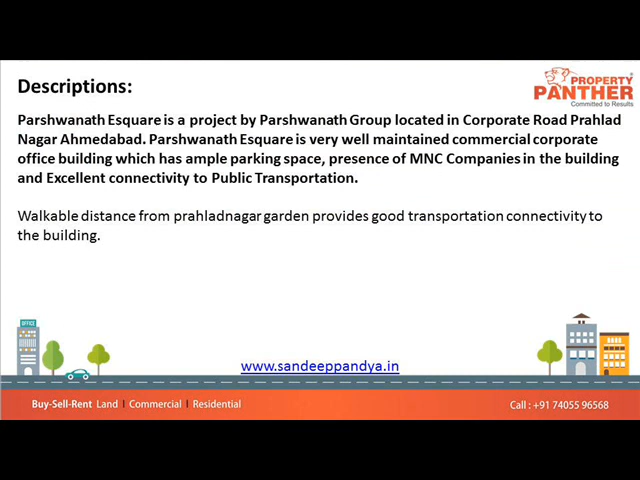 Descriptions:
PROPERTY
PANTHER
Committed to Results
Parshwanath Esquare is a project by Parshwanath Group located in Corporate Road Prahlad
Nagar Ahmedabad. Parshwanath Esquare is very well maintained commercial corporate
office building which has ample parking space, presence of MNC Companies in the building
and Excellent connectivity to Public Transportation.
Walkable distance from prahladnagar garden provides good transportation connectivity to
the building.
OFFICE
www.sandeeppandya.in
Buy-Sell-Rent Land | Commercial | Residential
Call : +91 74055 96568